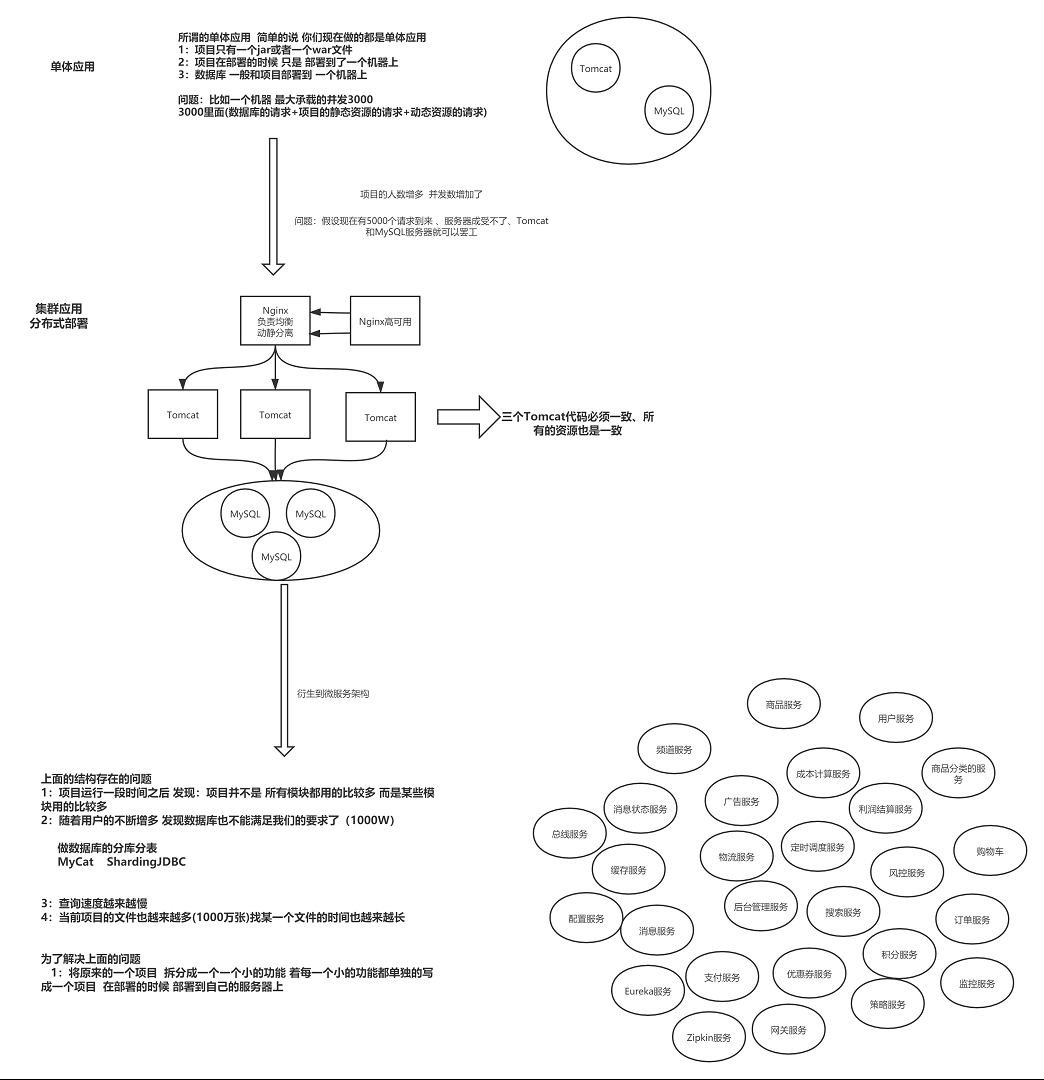 单体应用
所谓的单体应用 简单的说 你们现在做的都是单体应用
1：项目只有一个jar或者一个war文件
2：项目在部署的时候 只是 部署到了一个机器上
3：数据库 一般和项目部署到 一个机器上
问题：比如一个机器 最大承载的并发3000
3000里面(数据库的请求+项目的静态资源的请求+动态资源的请求)
Tomcat
MySQL
项目的人数增多 并发数增加了
问题：假设现在有5000个请求到来 、服务器成受不了、Tomcat
和MySQL服务器就可以罢工
集群应用
分布式部署
Nginx
负责均衡
动静分离
Nginx高可用
Tomcat
Tomcat
Tomcat
三个Tomcat代码必须一致、所
有的资源也是一致
MySQL
MySQL
MySQL
衍生到微服务架构
上面的结构存在的问题
1：项目运行一段时间之后 发现：项目并不是 所有模块都用的比较多 而是某些模
块用的比较多
2：随着用户的不断增多 发现数据库也不能满足我们的要求了（1000W）
做数据库的分库分表
MyCat ShardingJDBC
3：查询速度越来越慢
4：当前项目的文件也越来越多(1000万张)找某一个文件的时间也越来越长
为了解决上面的问题
1：将原来的一个项目 拆分成一个一个小的功能 着每一个小的功能都单独的写
成一个项目 在部署的时候 部署到自己的服务器上
商品服务
用户服务
频道服务
成本计算服务
商品分类的服
务
消息状态服务
广告服务
利润结算服务
总线服务
定时调度服务
购物车
缓存服务
物流服务
风控服务
配置服务
后台管理服务
搜索服务
订单服务
消息服务
积分服务
支付服务
优惠券服务
监控服务
Eureka服务
策略服务
Zipkin服务
网关服务